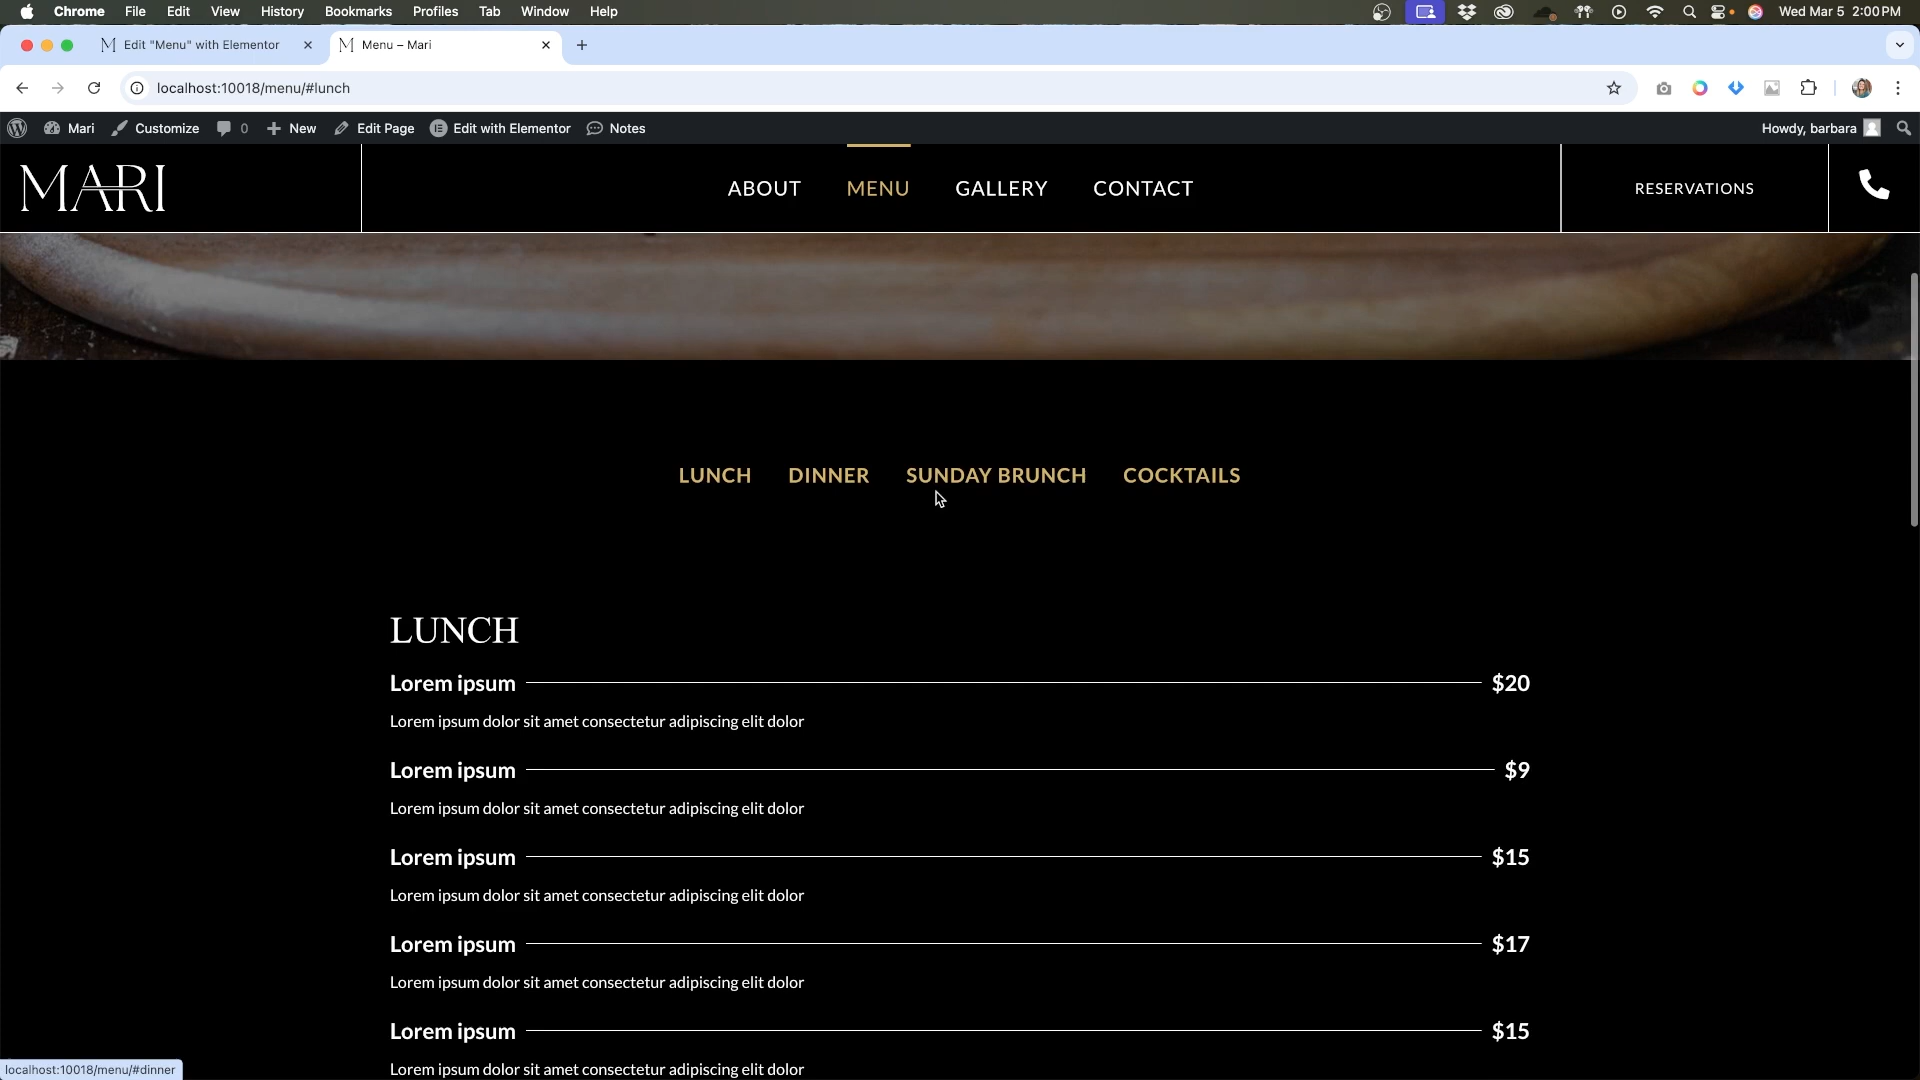 Chrome File Edit View History Bookmarks Profiles Tab Window Help Wed Mar 5 2:00 PM
Edit "Menu" with Elementor Menu – Mari
localhost:10018/menu/#lunch
Mari Customize 0 New Edit Page Edit with Elementor Notes Howdy, barbara
MARI ABOUT MENU GALLERY CONTACT RESERVATIONS
LUNCH DINNER SUNDAY BRUNCH COCKTAILS
LUNCH
Lorem ipsum $20
Lorem ipsum dolor sit amet consectetur adipiscing elit dolor
Lorem ipsum $9
Lorem ipsum dolor sit amet consectetur adipiscing elit dolor
Lorem ipsum $15
Lorem ipsum dolor sit amet consectetur adipiscing elit dolor
Lorem ipsum $17
Lorem ipsum dolor sit amet consectetur adipiscing elit dolor
Lorem ipsum $15
Lorem ipsum dolor sit amet consectetur adipiscing elit dolor
localhost:10018/menu/#dinner